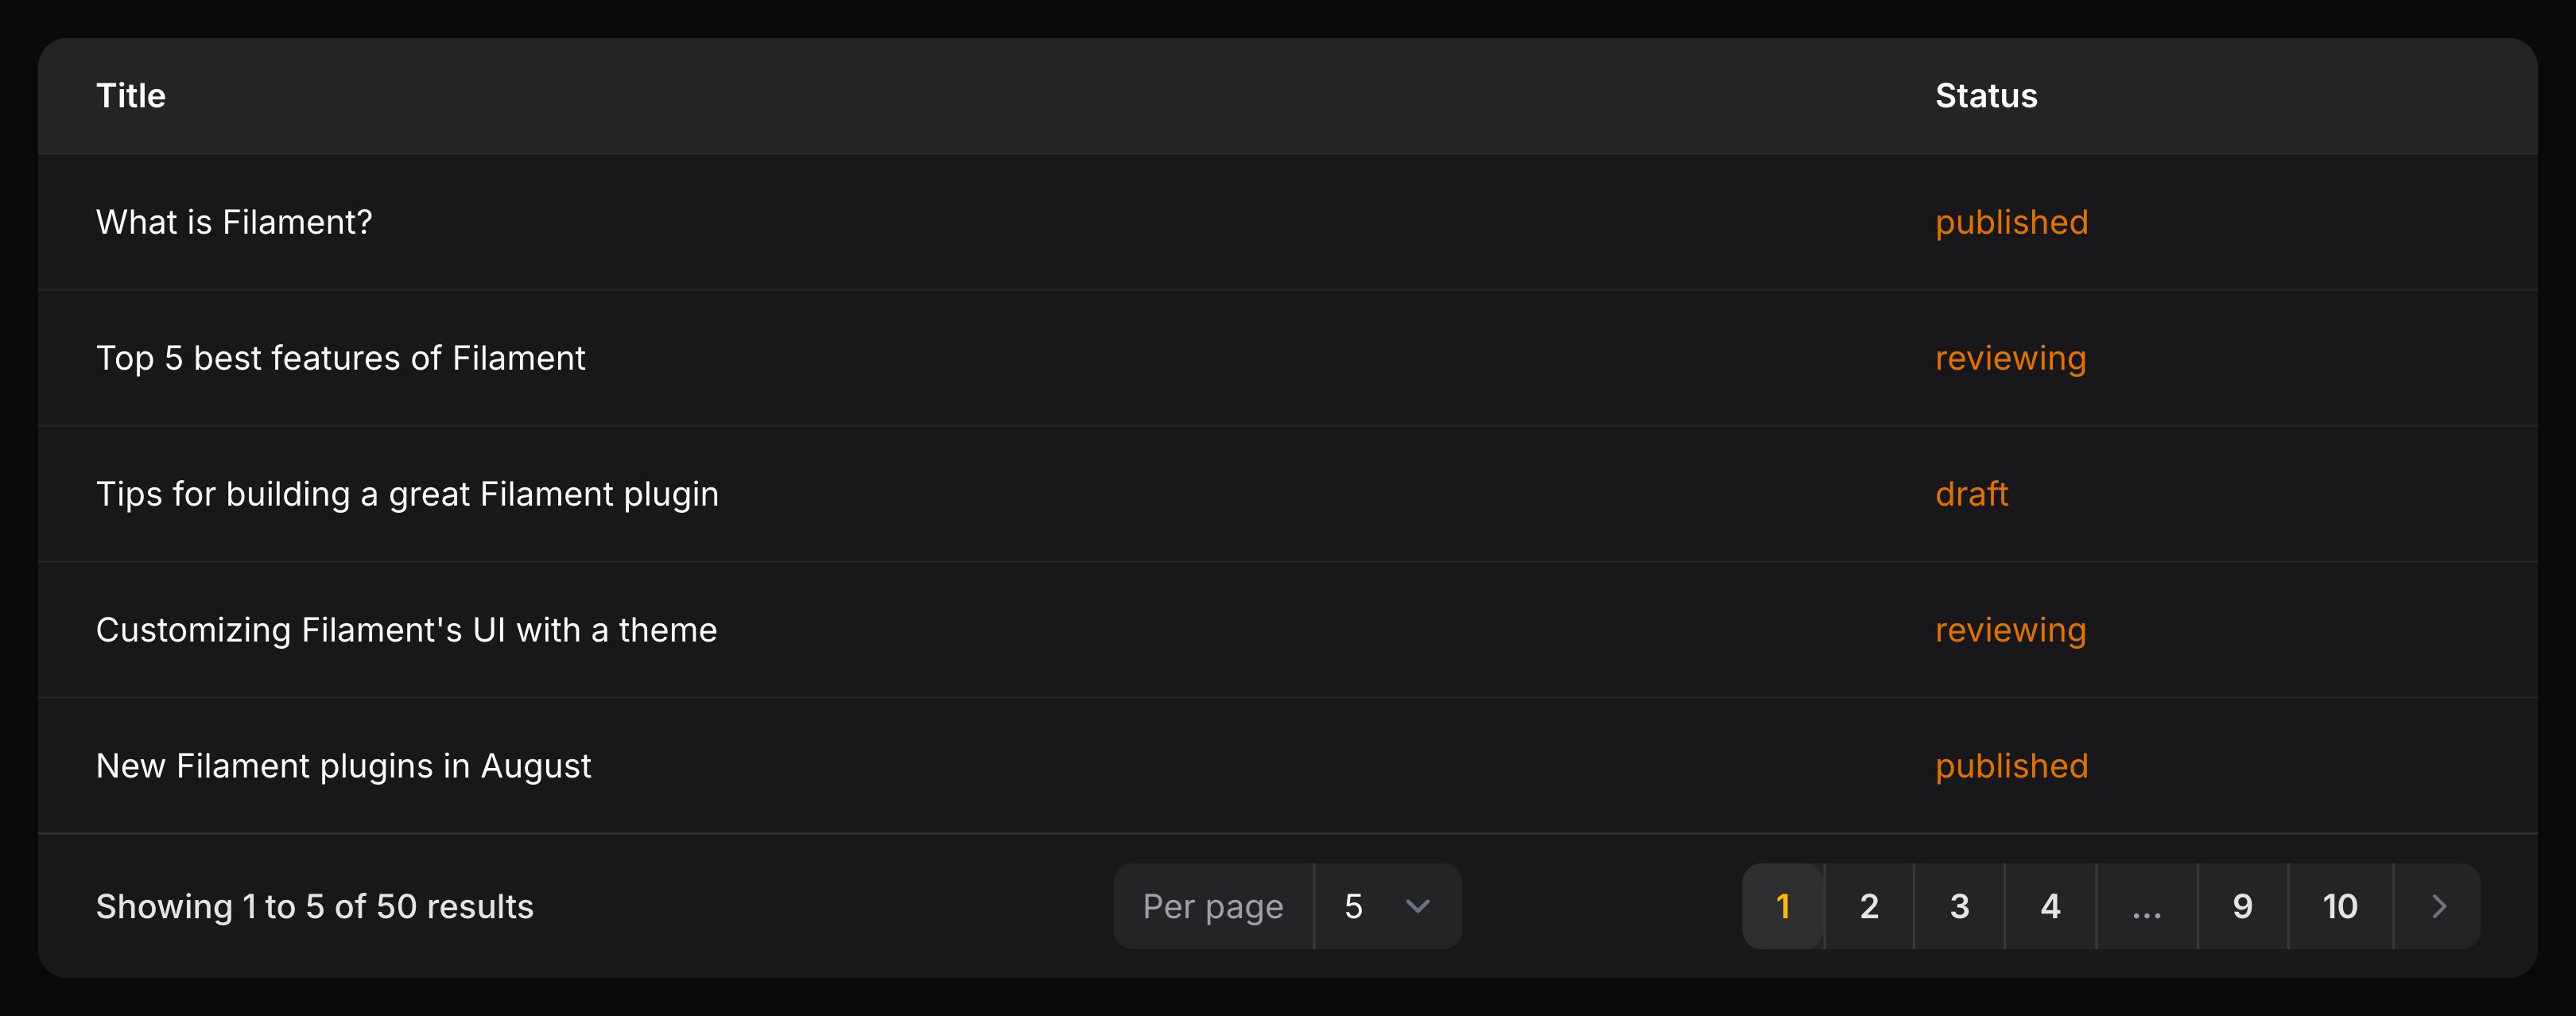 Title Status
What is Filament? published
Top 5 best features of Filament reviewing
Tips for building a great Filament plugin draft
Customizing Filament's UI with a theme reviewing
New Filament plugins in August published
Showing 1 to 5 of 50 results Per page 5 1 2 3 4 ... 9 10